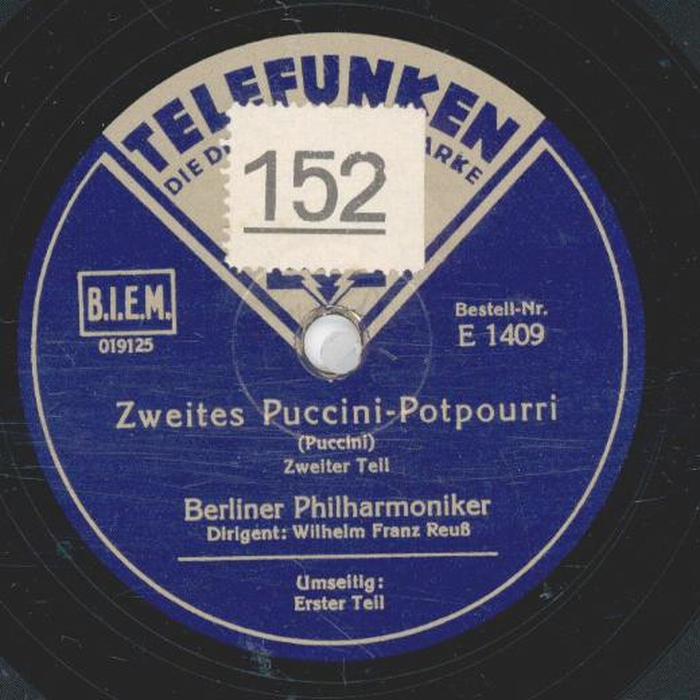 TELEFUNKEN
DIE
152
B.I.E.M.
019125
Bestell-Nr.
E 1409
Zweites Puccini-Potpourri
(Puccini)
Zweiter Teil
Berliner Philharmoniker
Dirigent: Wilhelm Franz Reuß
Umseitig:
Erster Teil